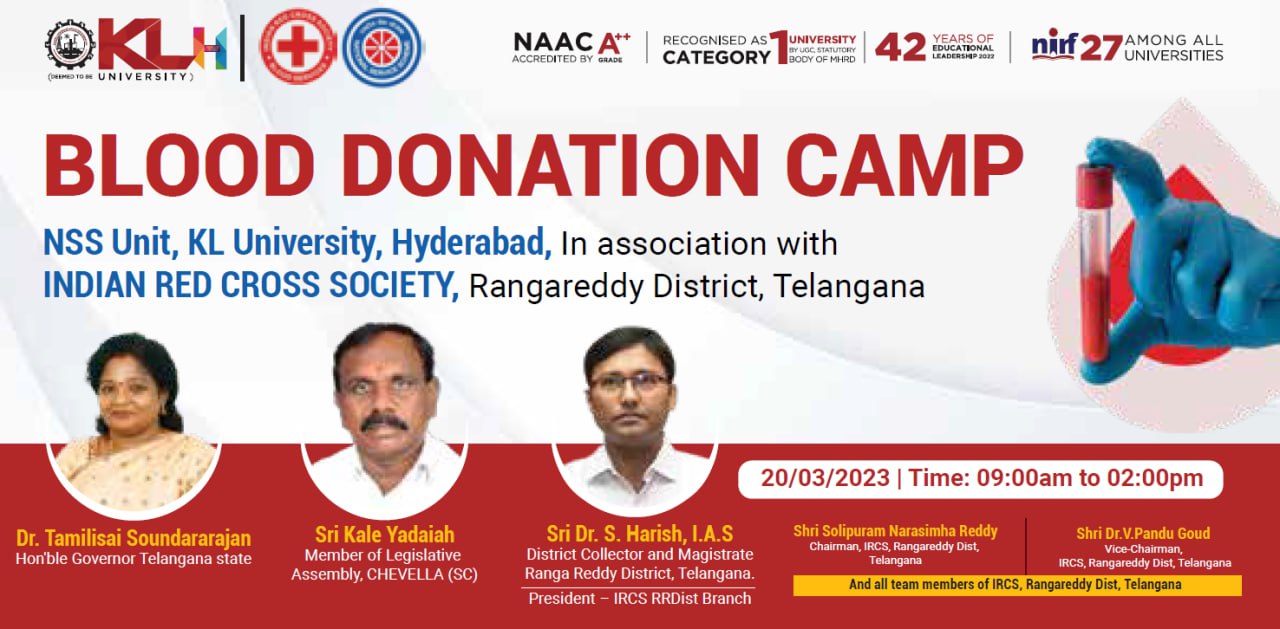 KLH
(DEEMED TO BE UNIVERSITY)
INDIAN RED CROSS SOCIETY
BLOOD SERVICES
NAAC A++
ACCREDITED BY GRADE
RECOGNISED AS CATEGORY 1 UNIVERSITY
BY UGC, STATUTORY
BODY OF MHRD
42 YEARS OF
EDUCATIONAL
LEADERSHIP 2022
nirf 27 AMONG ALL
UNIVERSITIES
BLOOD DONATION CAMP
NSS Unit, KL University, Hyderabad, In association with
INDIAN RED CROSS SOCIETY, Rangareddy District, Telangana
Dr. Tamilisai Soundararajan
Hon'ble Governor Telangana state
Sri Kale Yadaiah
Member of Legislative
Assembly, CHEVELLA (SC)
Sri Dr. S. Harish, I.A.S
District Collector and Magistrate
Ranga Reddy District, Telangana.
President – IRCS RRDist Branch
20/03/2023 | Time: 09:00am to 02:00pm
Shri Solipuram Narasimha Reddy
Chairman, IRCS, Rangareddy Dist,
Telangana
Shri Dr.V.Pandu Goud
Vice-Chairman,
IRCS, Rangareddy Dist, Telangana
And all team members of IRCS, Rangareddy Dist, Telangana